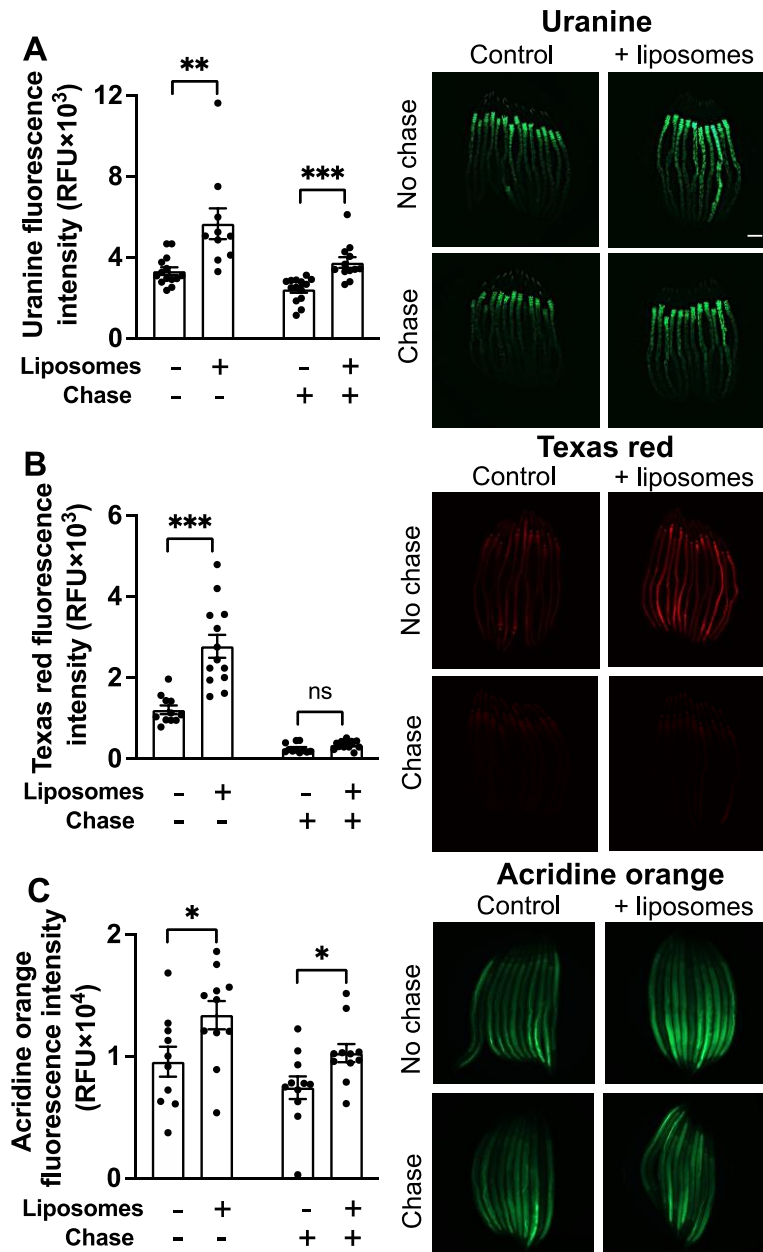 A
Uranine fluorescence
intensity (RFU×10³)
12
8
4
0
**
***
Liposomes - + - +
Chase - - + +
Uranine
Control + liposomes
No chase
Chase
B
Texas red fluorescence
intensity (RFU×10³)
6
4
2
0
***
ns
Liposomes - + - +
Chase - - + +
Texas red
Control + liposomes
No chase
Chase
C
Acridine orange
fluorescence intensity
(RFU×10⁴)
2
1
0
*
*
Liposomes - + - +
Chase - - + +
Acridine orange
Control + liposomes
No chase
Chase